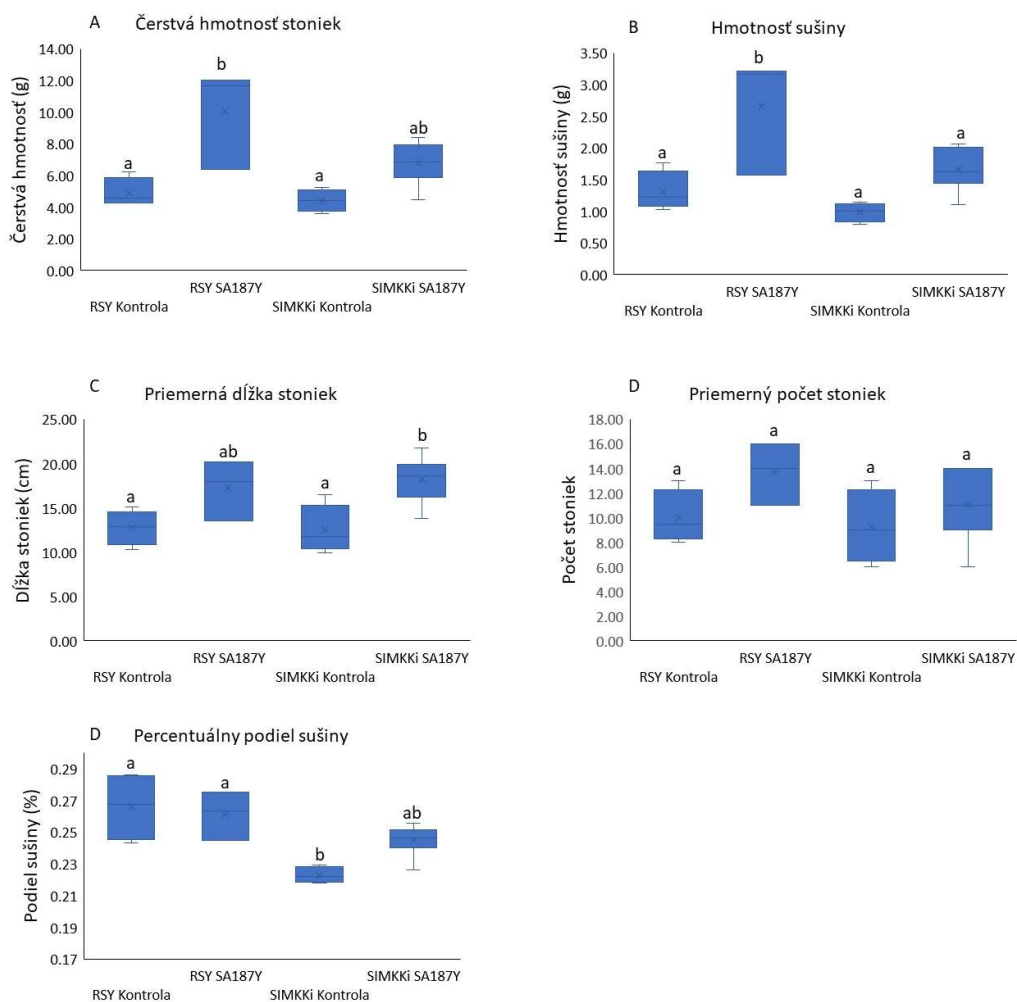 A Čerstvá hmotnosť stoniek
Čerstvá hmotnosť (g)
14.00
12.00
10.00
8.00
6.00
4.00
2.00
0.00
a
b
a
ab
RSY Kontrola
RSY SA187Y
SIMKKi Kontrola
SIMKKi SA187Y
B Hmotnosť sušiny
Hmotnosť sušiny (g)
3.50
3.00
2.50
2.00
1.50
1.00
0.50
0.00
a
b
a
a
RSY Kontrola
RSY SA187Y
SIMKKi Kontrola
SIMKKi SA187Y
C Priemerná dĺžka stoniek
Dĺžka stoniek (cm)
25.00
20.00
15.00
10.00
5.00
0.00
a
ab
a
b
RSY Kontrola
RSY SA187Y
SIMKKi Kontrola
SIMKKi SA187Y
D Priemerný počet stoniek
Počet stoniek
18.00
16.00
14.00
12.00
10.00
8.00
6.00
4.00
2.00
0.00
a
a
a
a
RSY Kontrola
RSY SA187Y
SIMKKi Kontrola
SIMKKi SA187Y
D Percentuálny podiel sušiny
Podiel sušiny (%)
0.29
0.27
0.25
0.23
0.21
0.19
0.17
a
a
b
ab
RSY Kontrola
RSY SA187Y
SIMKKi Kontrola
SIMKKi SA187Y